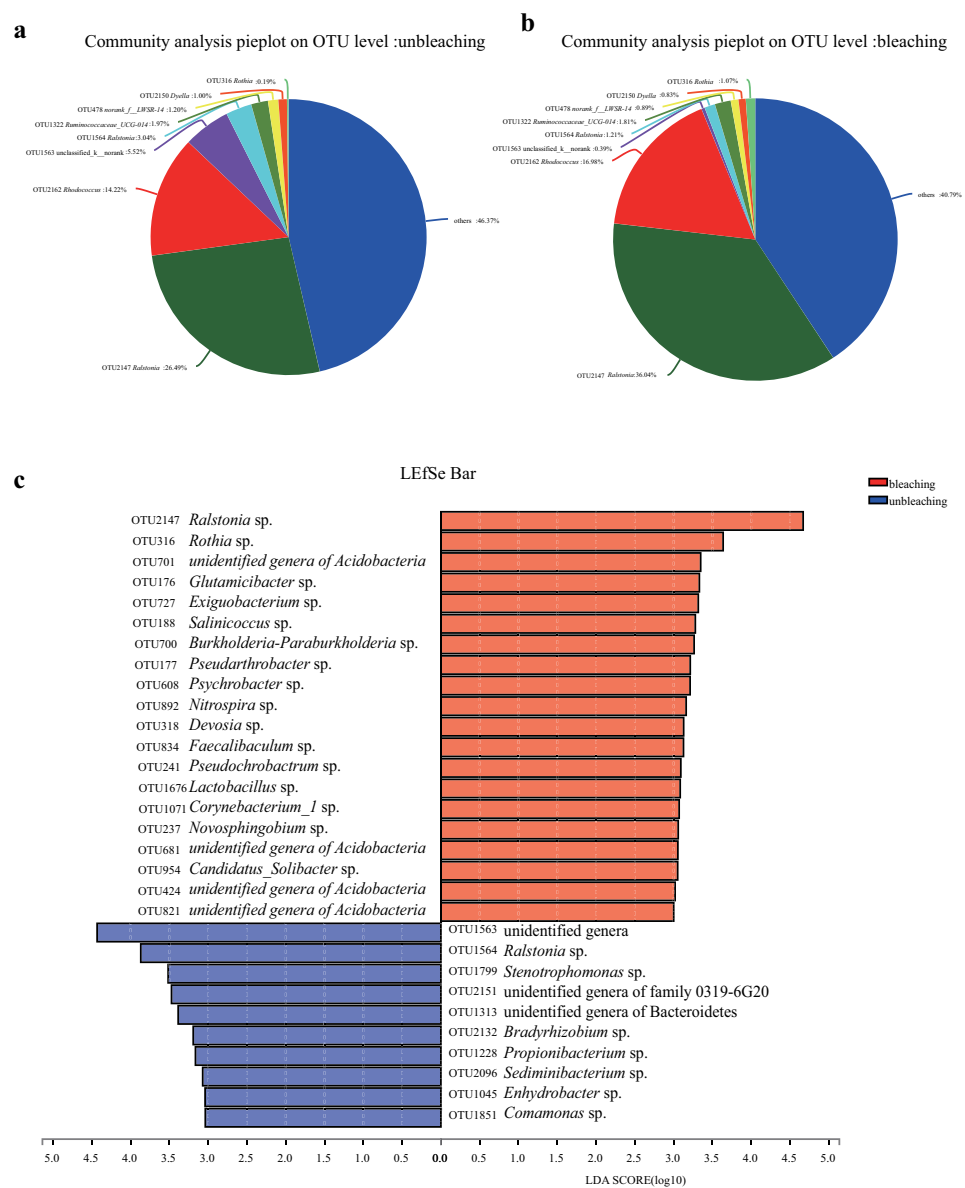 a
Community analysis pieplot on OTU level :unbleaching
OTU316 Rothia :0.19%
OTU2150 Dyella :1.00%
OTU478 norank_f__LWSR-14 :1.20%
OTU1322 Ruminococcaceae_UCG-014 :1.97%
OTU1564 Ralstonia :3.04%
OTU1563 unclassified_k__norank :5.52%
OTU2162 Rhodococcus :14.22%
others :46.37%
OTU2147 Ralstonia :26.49%
b
Community analysis pieplot on OTU level :bleaching
OTU316 Rothia :1.07%
OTU2150 Dyella :0.83%
OTU478 norank_f__LWSR-14 :0.89%
OTU1322 Ruminococcaceae_UCG-014 :1.81%
OTU1564 Ralstonia :1.21%
OTU1563 unclassified_k__norank :0.39%
OTU2162 Rhodococcus :16.98%
others :40.79%
OTU2147 Ralstonia:36.04%
c
LEfSe Bar
bleaching
unbleaching
OTU2147 Ralstonia sp.
OTU316 Rothia sp.
OTU701 unidentified genera of Acidobacteria
OTU176 Glutamicibacter sp.
OTU727 Exiguobacterium sp.
OTU188 Salinicoccus sp.
OTU700 Burkholderia-Paraburkholderia sp.
OTU177 Pseudarthrobacter sp.
OTU608 Psychrobacter sp.
OTU892 Nitrospira sp.
OTU318 Devosia sp.
OTU834 Faecalibaculum sp.
OTU241 Pseudochrobactrum sp.
OTU1676 Lactobacillus sp.
OTU1071 Corynebacterium_1 sp.
OTU237 Novosphingobium sp.
OTU681 unidentified genera of Acidobacteria
OTU954 Candidatus_Solibacter sp.
OTU424 unidentified genera of Acidobacteria
OTU821 unidentified genera of Acidobacteria
OTU1563 unidentified genera
OTU1564 Ralstonia sp.
OTU1799 Stenotrophomonas sp.
OTU2151 unidentified genera of family 0319-6G20
OTU1313 unidentified genera of Bacteroidetes
OTU2132 Bradyrhizobium sp.
OTU1228 Propionibacterium sp.
OTU2096 Sediminibacterium sp.
OTU1045 Enhydrobacter sp.
OTU1851 Comamonas sp.
5.0 4.5 4.0 3.5 3.0 2.5 2.0 1.5 1.0 0.5 0.0 0.5 1.0 1.5 2.0 2.5 3.0 3.5 4.0 4.5 5.0
LDA SCORE(log10)